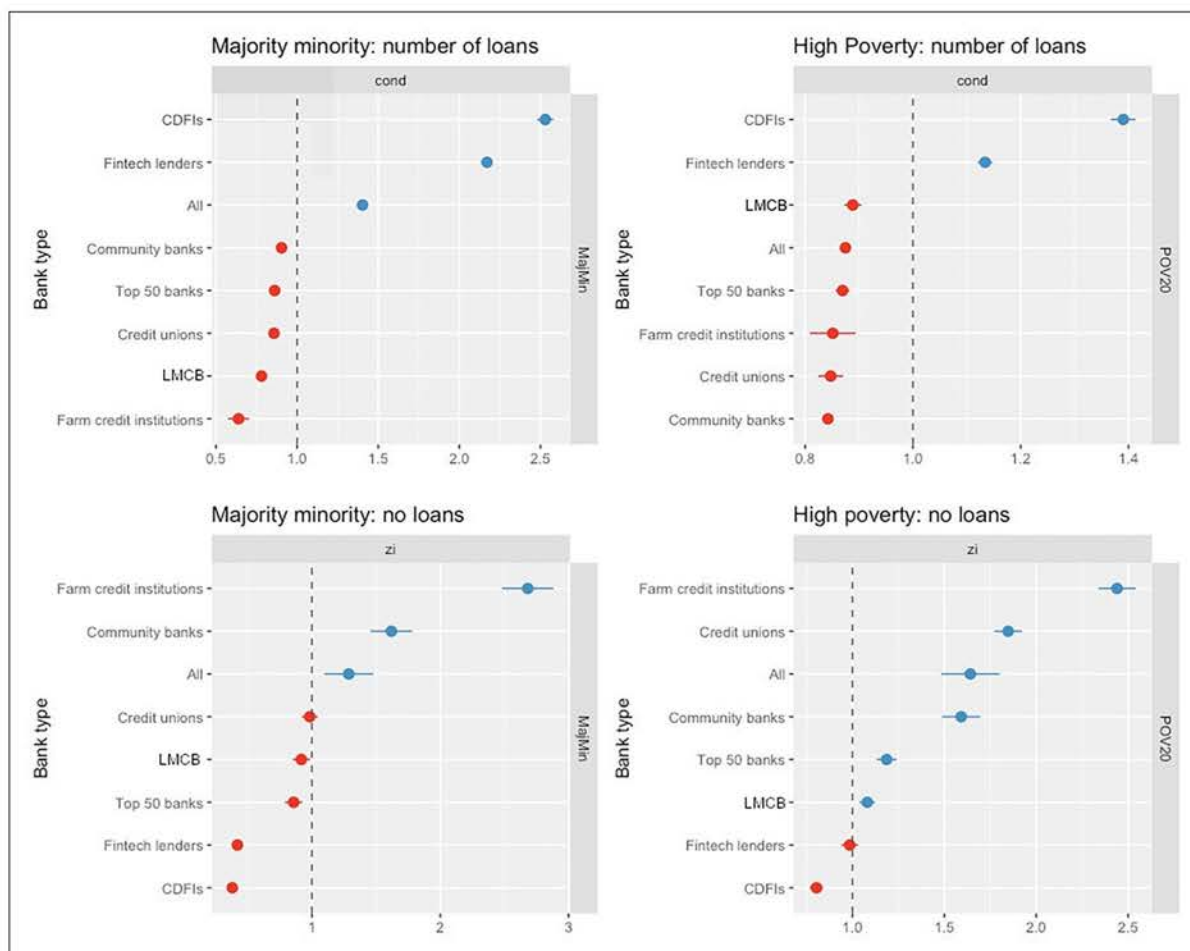 Majority minority: number of loans
cond
Bank type
CDFIs
Fintech lenders
All
Community banks
Top 50 banks
Credit unions
LMCB
Farm credit institutions
MajMin
0.5 1.0 1.5 2.0 2.5
High Poverty: number of loans
cond
Bank type
CDFIs
Fintech lenders
LMCB
All
Top 50 banks
Farm credit institutions
Credit unions
Community banks
POV20
0.8 1.0 1.2 1.4
Majority minority: no loans
zi
Bank type
Farm credit institutions
Community banks
All
Credit unions
LMCB
Top 50 banks
Fintech lenders
CDFIs
MajMin
1 2 3
High poverty: no loans
zi
Bank type
Farm credit institutions
Credit unions
All
Community banks
Top 50 banks
LMCB
Fintech lenders
CDFIs
POV20
1.0 1.5 2.0 2.5